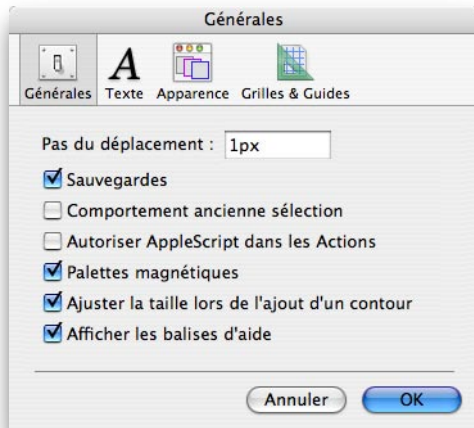 Générales
Générales Texte Apparence Grilles & Guides
Pas du déplacement : 1px
Sauvegardes
Comportement ancienne sélection
Autoriser AppleScript dans les Actions
Palettes magnétiques
Ajuster la taille lors de l'ajout d'un contour
Afficher les balises d'aide
Annuler OK